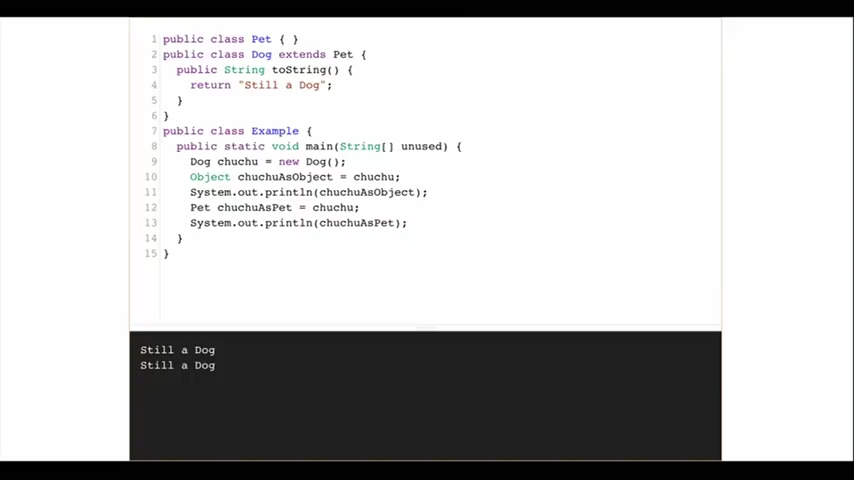 1 public class Pet { }
2 public class Dog extends Pet {
3   public String toString() {
4     return "Still a Dog";
5   }
6 }
7 public class Example {
8   public static void main(String[] unused) {
9     Dog chuchu = new Dog();
10     Object chuchuAsObject = chuchu;
11     System.out.println(chuchuAsObject);
12     Pet chuchuAsPet = chuchu;
13     System.out.println(chuchuAsPet);
14   }
15 }
Still a Dog
Still a Dog